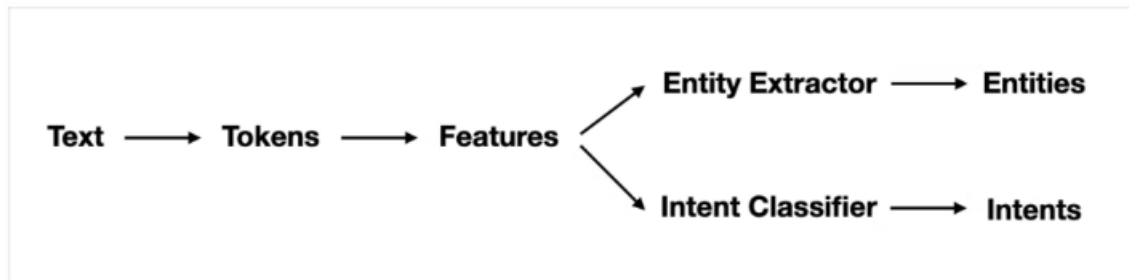 Entity Extractor Entities
Text Tokens Features
Intent Classifier Intents